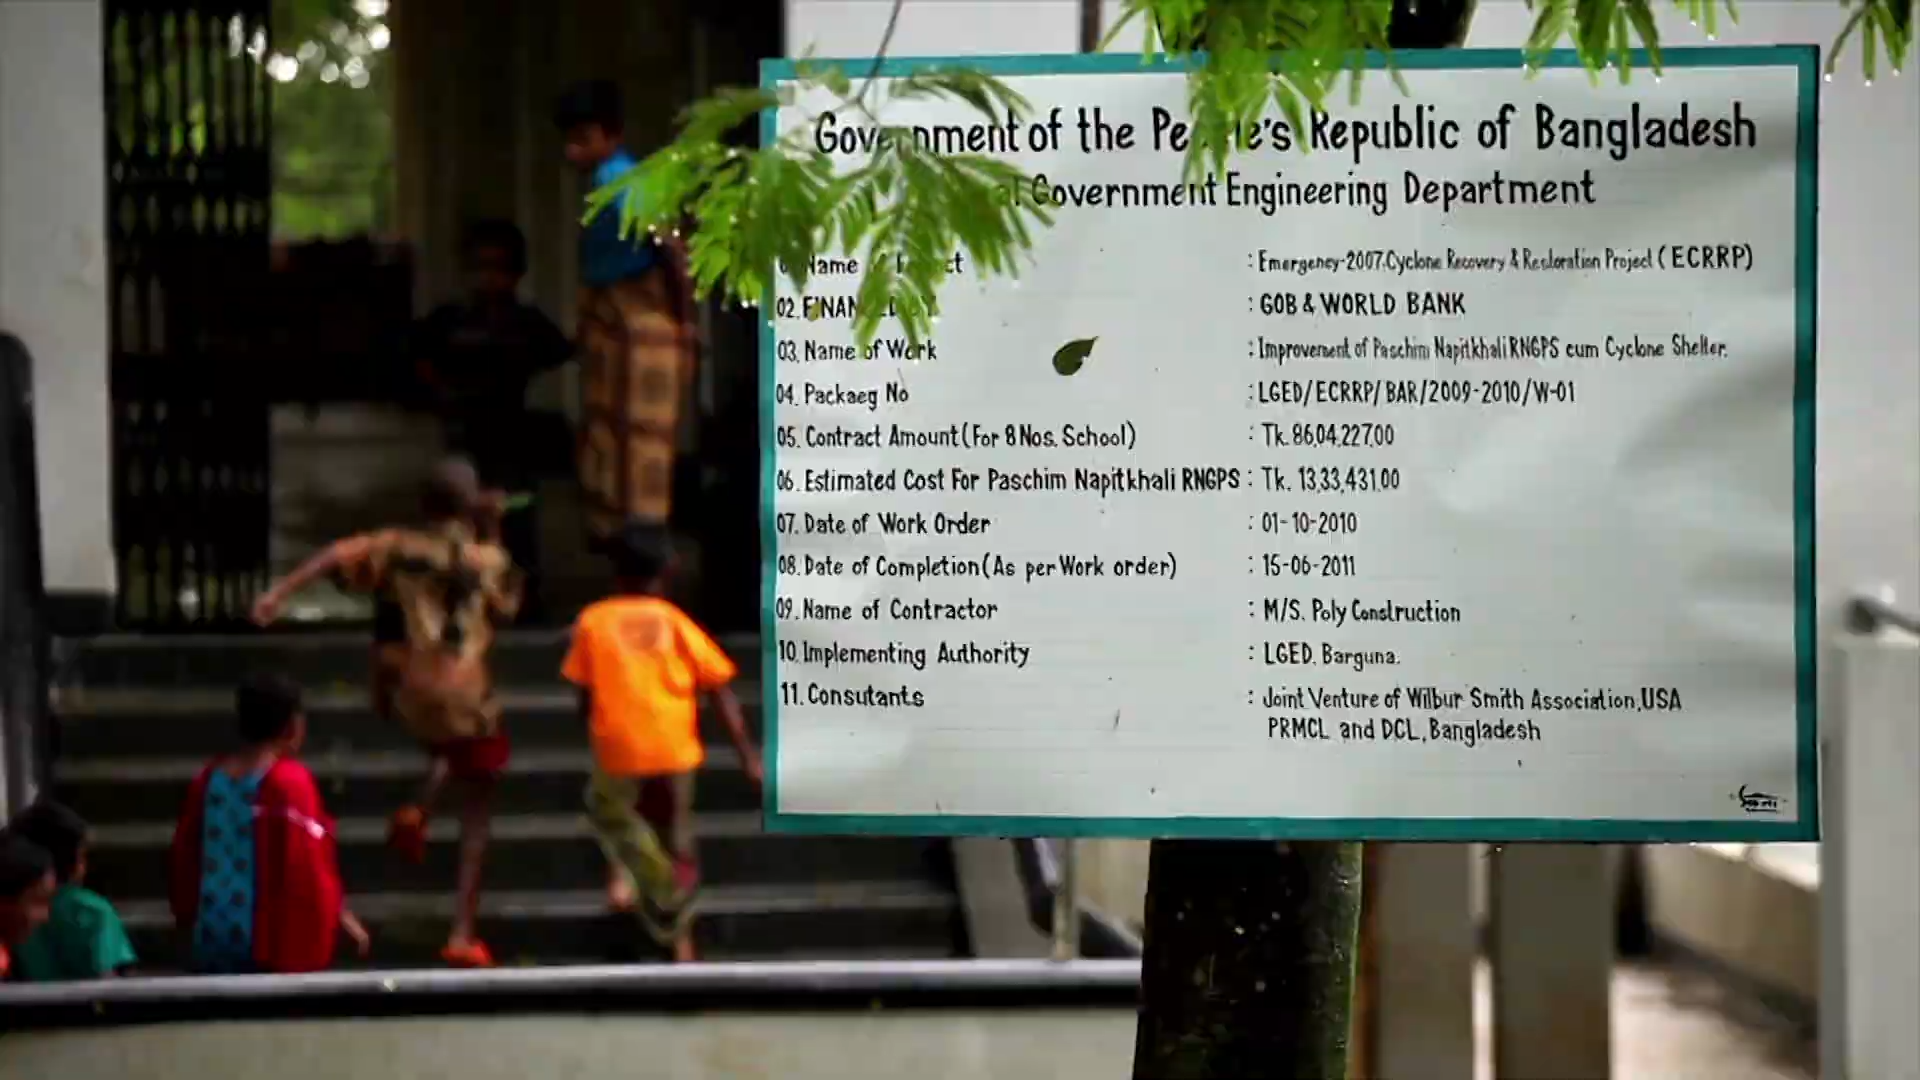 Government of the People's Republic of Bangladesh
Government Engineering Department
Name : Emergency-2007.Cyclone Recovery & Restoration Project (ECRRP)
02. FINANCED BY : GOB & WORLD BANK
03. Name of Work : Improvement of Paschim Napitkhali RNGPS cum Cyclone Shelter.
04. Packaeg No : LGED/ECRRP/BAR/2009-2010/W-01
05. Contract Amount (For 8 Nos. School) : Tk. 86,04,227.00
06. Estimated Cost For Paschim Napitkhali RNGPS : Tk. 13,33,431.00
07. Date of Work Order : 01-10-2010
08. Date of Completion (As per Work order) : 15-06-2011
09. Name of Contractor : M/S. Poly Construction
10. Implementing Authority : LGED. Barguna.
11. Consutants : Joint Venture of Wilbur Smith Association, USA
PRMCL and DCL, Bangladesh